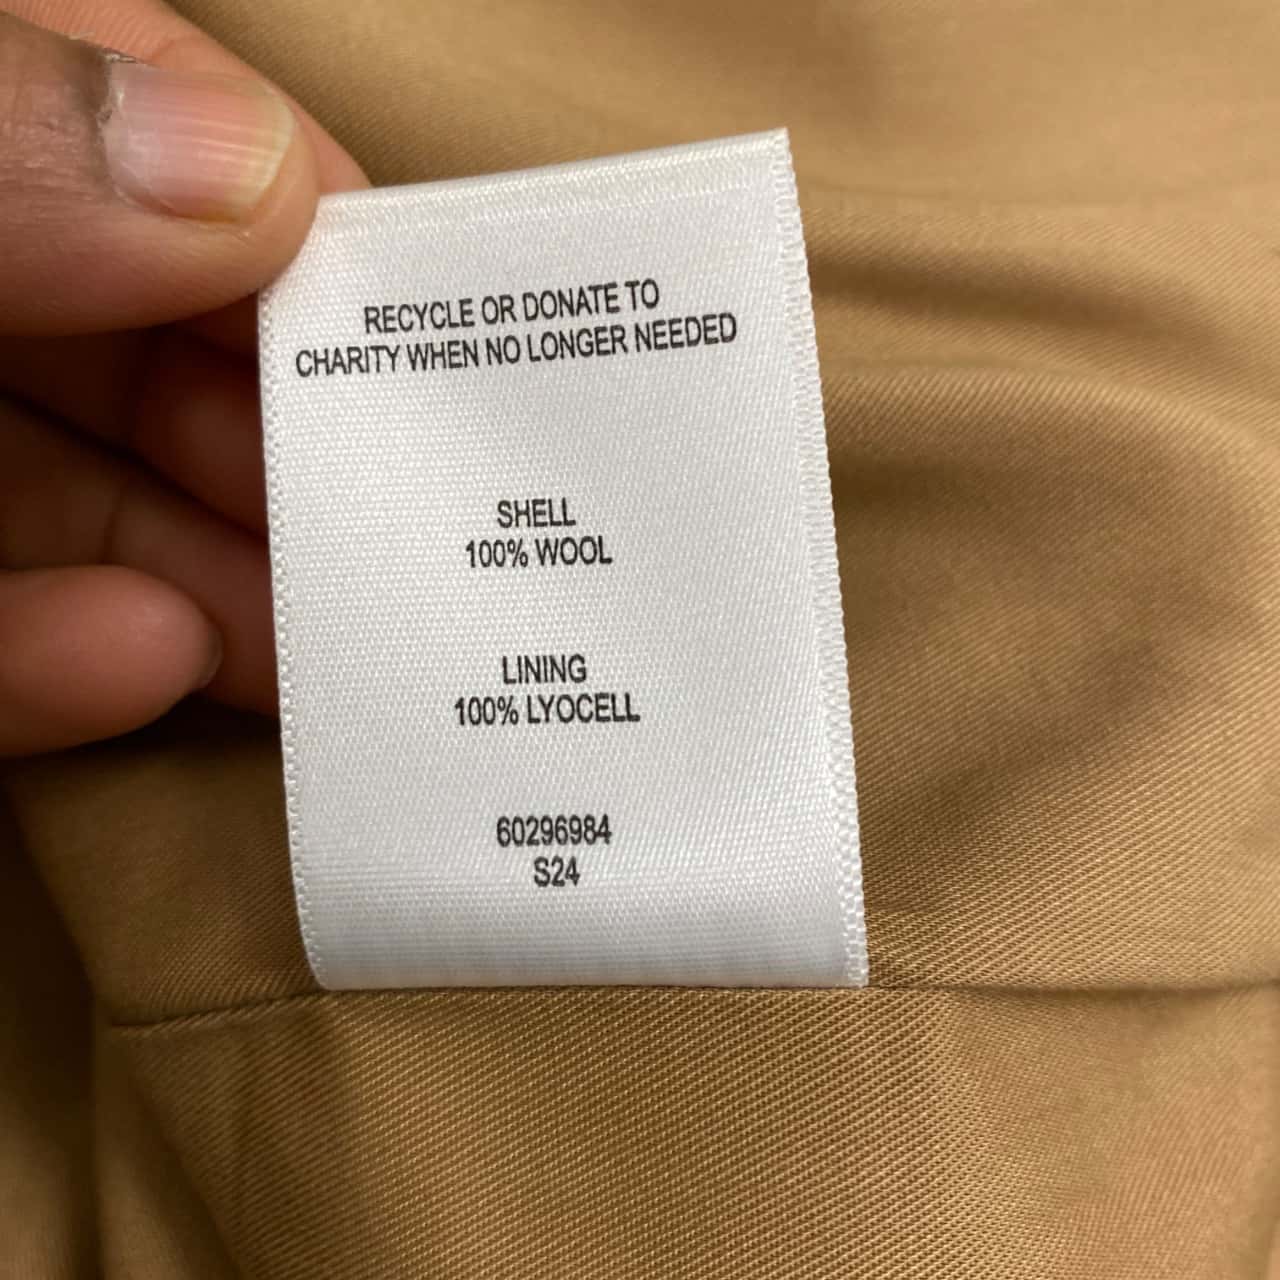 RECYCLE OR DONATE TO
CHARITY WHEN NO LONGER NEEDED
SHELL
100% WOOL
LINING
100% LYOCELL
60296984
S24